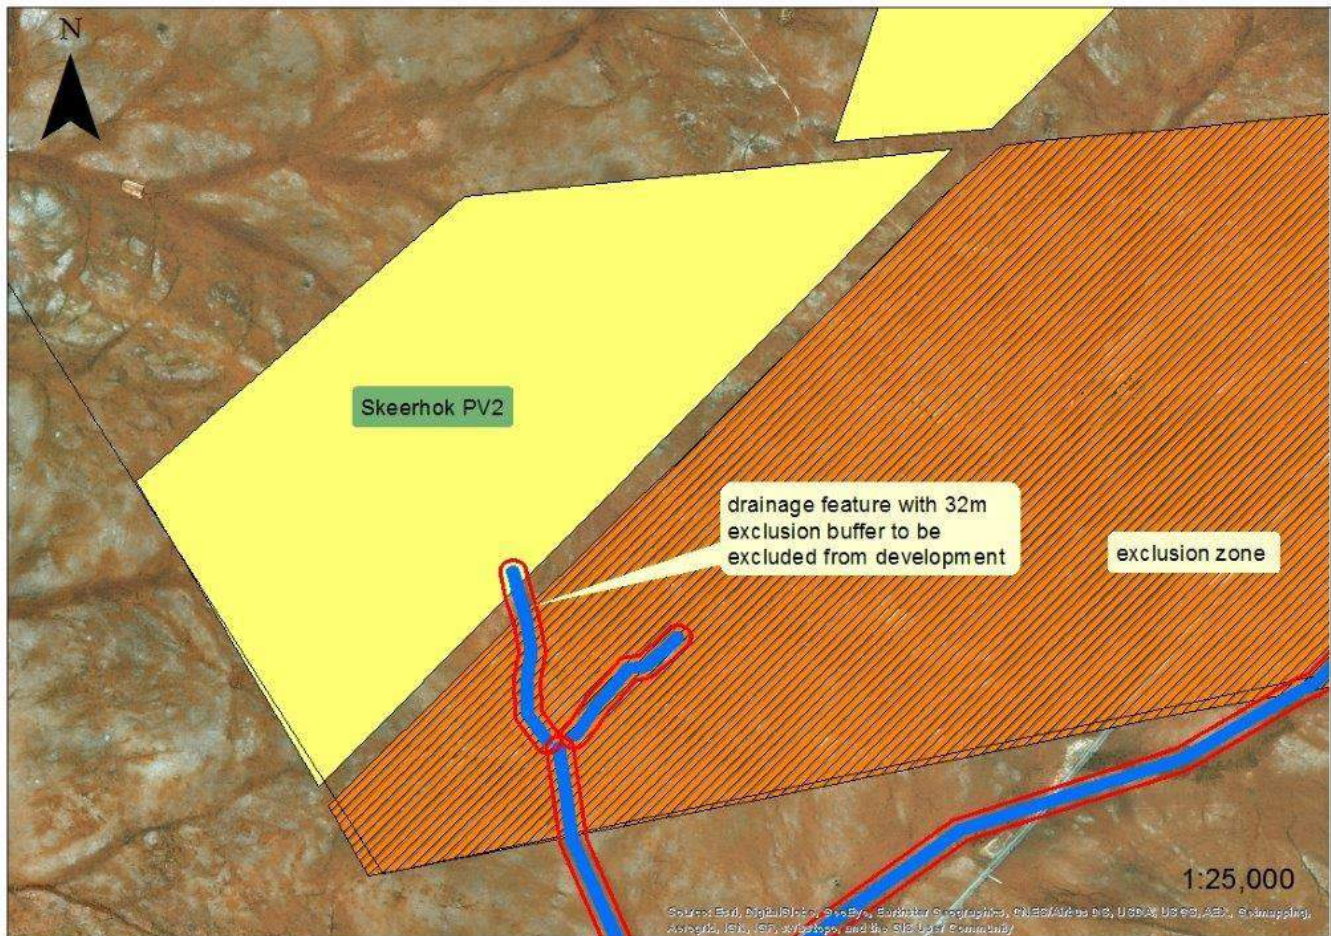 N
Skeerhok PV2
drainage feature with 32m
exclusion buffer to be
excluded from development
exclusion zone
1:25,000
Source: Esri, DigitalGlobe, GeoEye, Earthstar Geographics, CNES/Airbus DS, USDA, USGS, AEX, Getmapping,
Aerogrid, IGN, IGP, swisstopo, and the GIS User Community